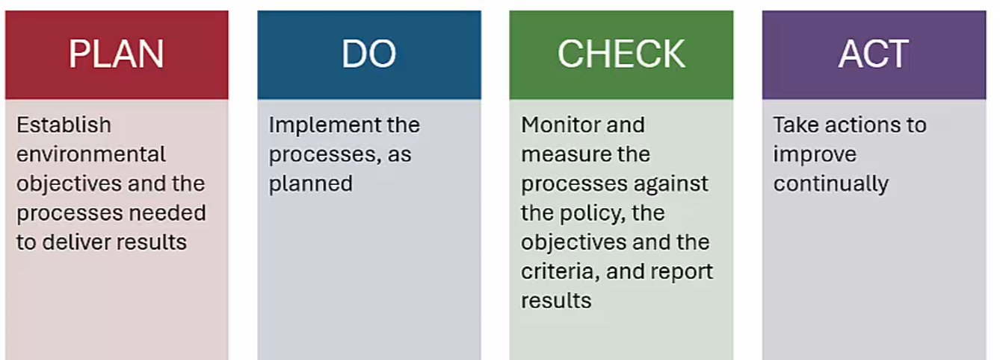 PLAN
Establish
environmental
objectives and the
processes needed
to deliver results
DO
Implement the
processes, as
planned
CHECK
Monitor and
measure the
processes against
the policy, the
objectives and the
criteria, and report
results
ACT
Take actions to
improve
continually